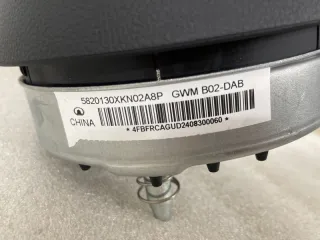 5820130XKN02A8P GWM B02-DAB
CHINA
* 4FBFRCAGUD2408300060 *